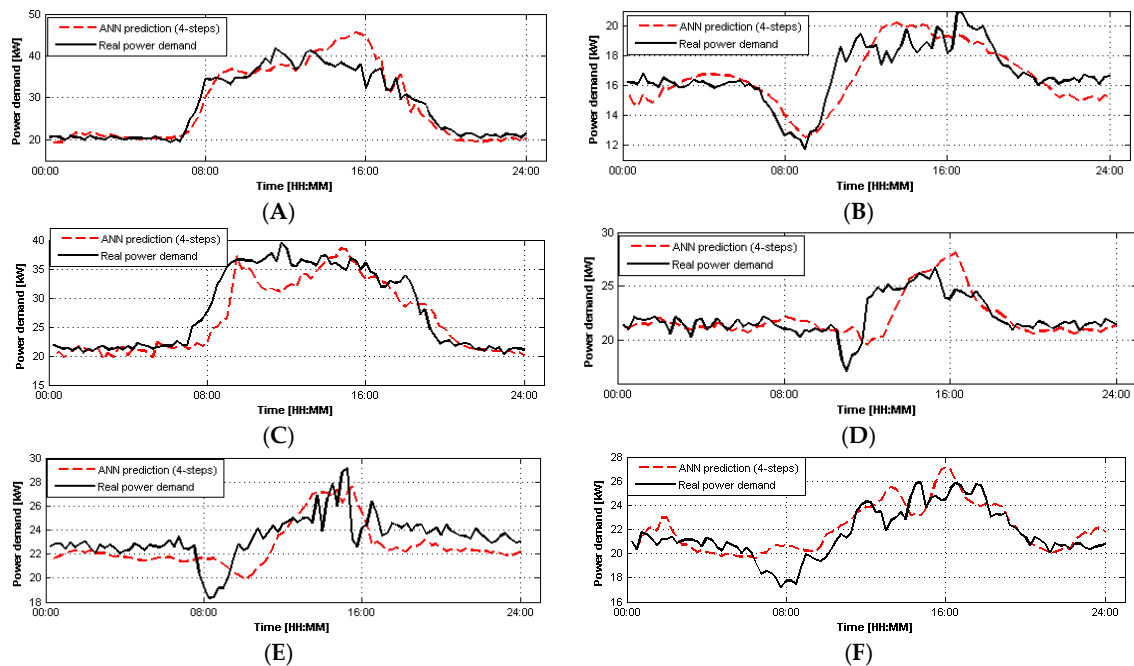 ANN prediction (4-steps)
Real power demand
Power demand [kW]
50
40
30
20
00:00 08:00 16:00 24:00
Time [HH:MM]
(A)
ANN prediction (4-steps)
Real power demand
Power demand [kW]
20
18
16
14
12
00:00 08:00 16:00 24:00
Time [HH:MM]
(B)
ANN prediction (4-steps)
Real power demand
Power demand [kW]
40
35
30
25
20
15
00:00 08:00 16:00 24:00
Time [HH:MM]
(C)
ANN prediction (4-steps)
Real power demand
Power demand [kW]
30
25
20
00:00 08:00 16:00 24:00
Time [HH:MM]
(D)
ANN prediction (4-steps)
Real power demand
Power demand [kW]
30
28
26
24
22
20
18
00:00 08:00 16:00 24:00
Time [HH:MM]
(E)
ANN prediction (4-steps)
Real power demand
Power demand [kW]
28
26
24
22
20
18
16
00:00 08:00 16:00 24:00
Time [HH:MM]
(F)